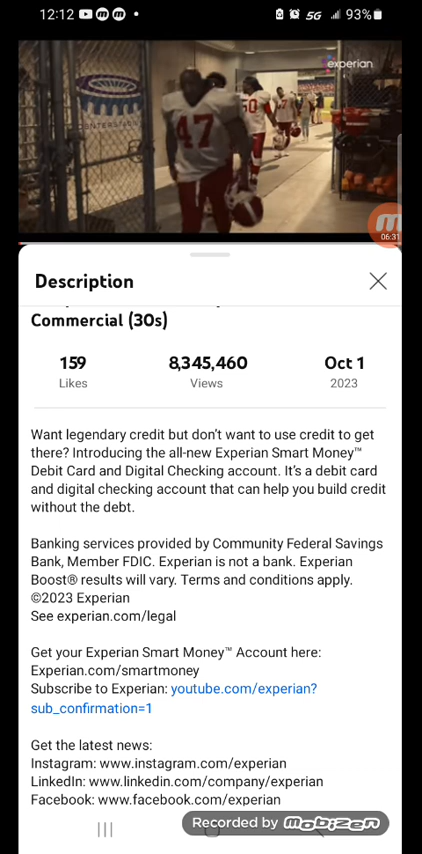 12:12
5G
93%
experian
47
50
06:31
Description
Commercial (30s)
159
8,345,460
Oct 1
Likes
Views
2023
Want legendary credit but don’t want to use credit to get
there? Introducing the all-new Experian Smart Money™
Debit Card and Digital Checking account. It’s a debit card
and digital checking account that can help you build credit
without the debt.
Banking services provided by Community Federal Savings
Bank, Member FDIC. Experian is not a bank. Experian
Boost® results will vary. Terms and conditions apply.
©2023 Experian
See experian.com/legal
Get your Experian Smart Money™ Account here:
Experian.com/smartmoney
Subscribe to Experian: youtube.com/experian?
sub_confirmation=1
Get the latest news:
Instagram: www.instagram.com/experian
LinkedIn: www.linkedin.com/company/experian
Facebook: www.facebook.com/experian
Recorded by mobizen